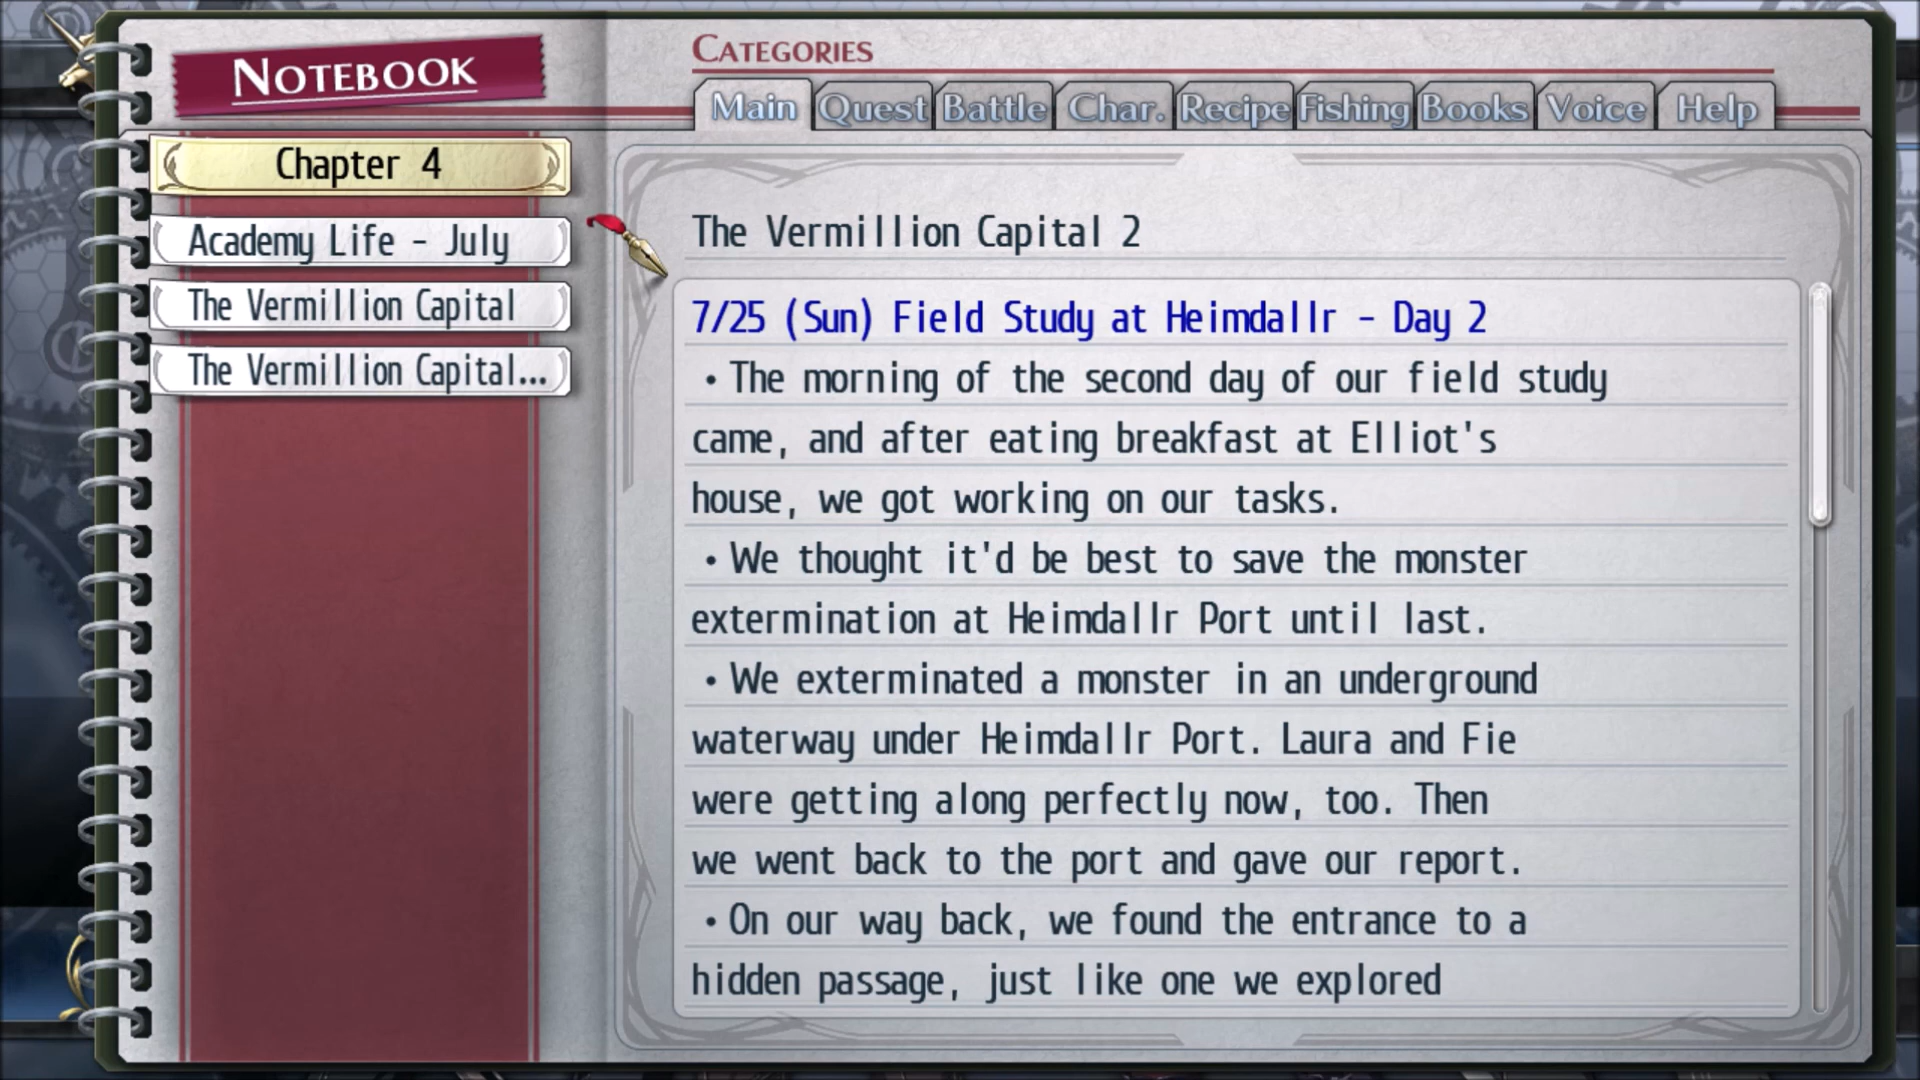 NOTEBOOK
CATEGORIES
Main Quest Battle Char. Recipe Fishing Books Voice Help
Chapter 4
Academy Life - July
The Vermillion Capital
The Vermillion Capital...
The Vermillion Capital 2
7/25 (Sun) Field Study at Heimdallr - Day 2
• The morning of the second day of our field study
came, and after eating breakfast at Elliot's
house, we got working on our tasks.
• We thought it'd be best to save the monster
extermination at Heimdallr Port until last.
• We exterminated a monster in an underground
waterway under Heimdallr Port. Laura and Fie
were getting along perfectly now, too. Then
we went back to the port and gave our report.
• On our way back, we found the entrance to a
hidden passage, just like one we explored